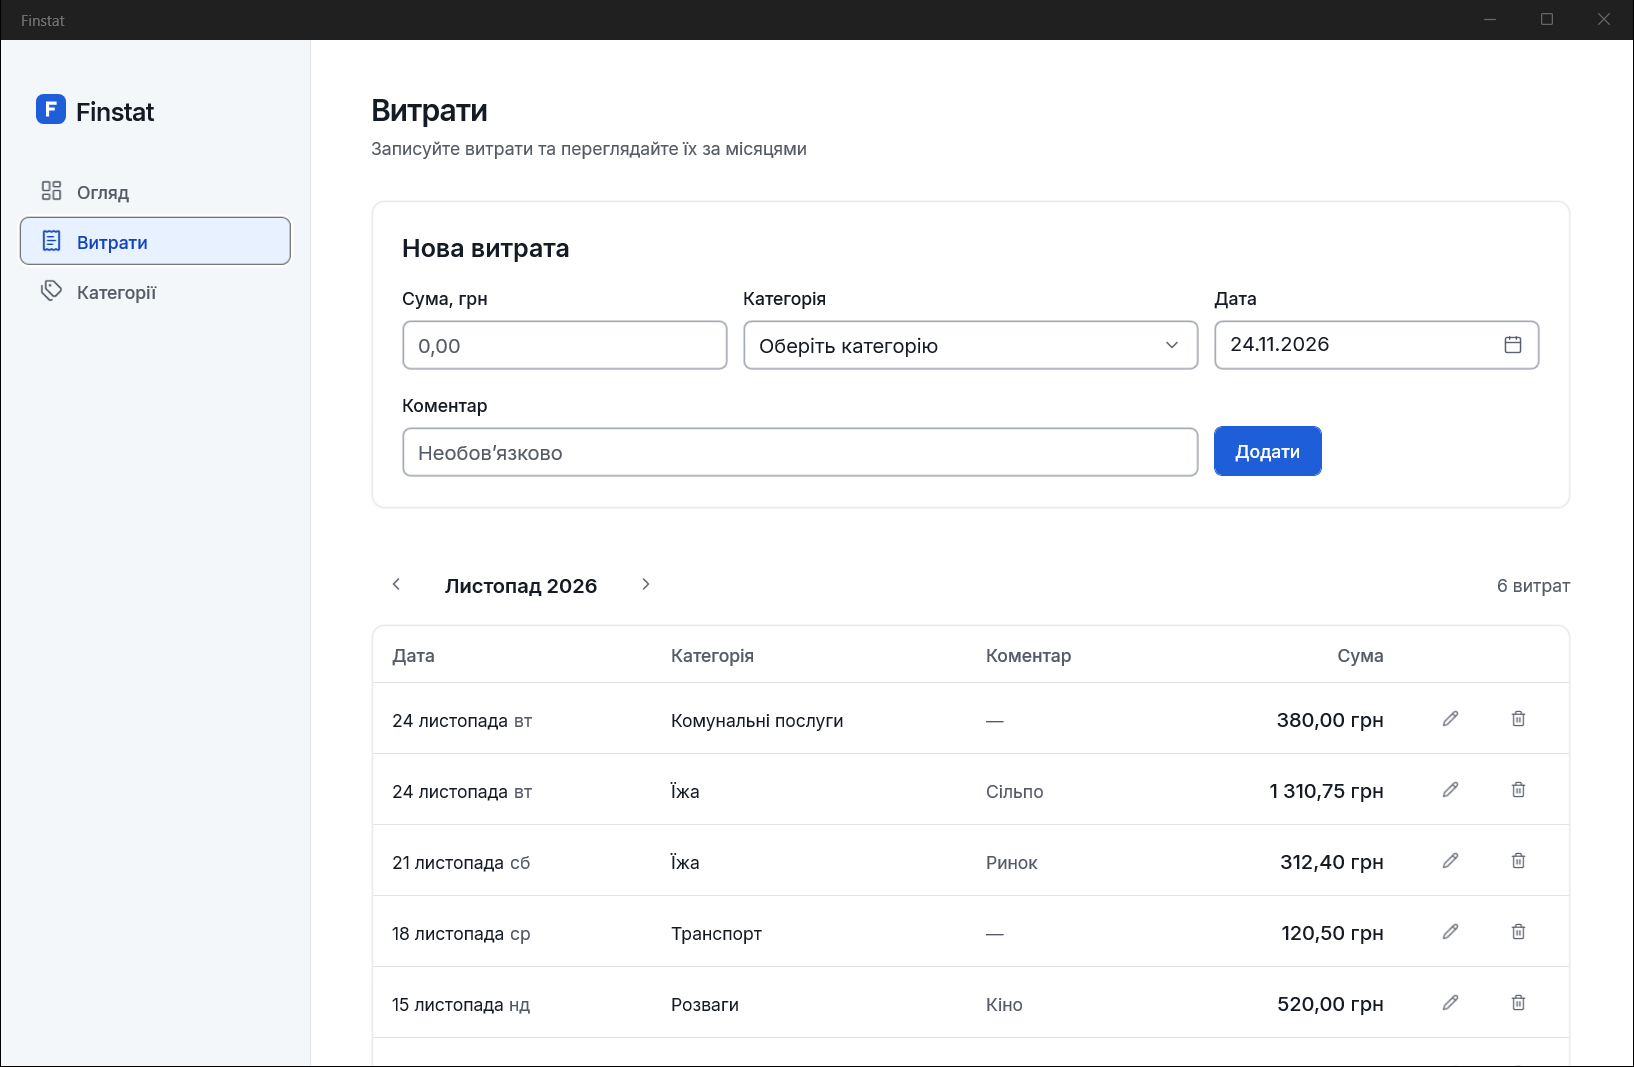 Finstat
F Finstat
Огляд
Витрати
Категорії
Витрати
Записуйте витрати та переглядайте їх за місяцями
Нова витрата
Сума, грн Категорія Дата
0,00 Оберіть категорію 24.11.2026
Коментар
Необов’язково Додати
Листопад 2026 6 витрат
Дата Категорія Коментар Сума
24 листопада вт Комунальні послуги — 380,00 грн
24 листопада вт Їжа Сільпо 1 310,75 грн
21 листопада сб Їжа Ринок 312,40 грн
18 листопада ср Транспорт — 120,50 грн
15 листопада нд Розваги Кіно 520,00 грн